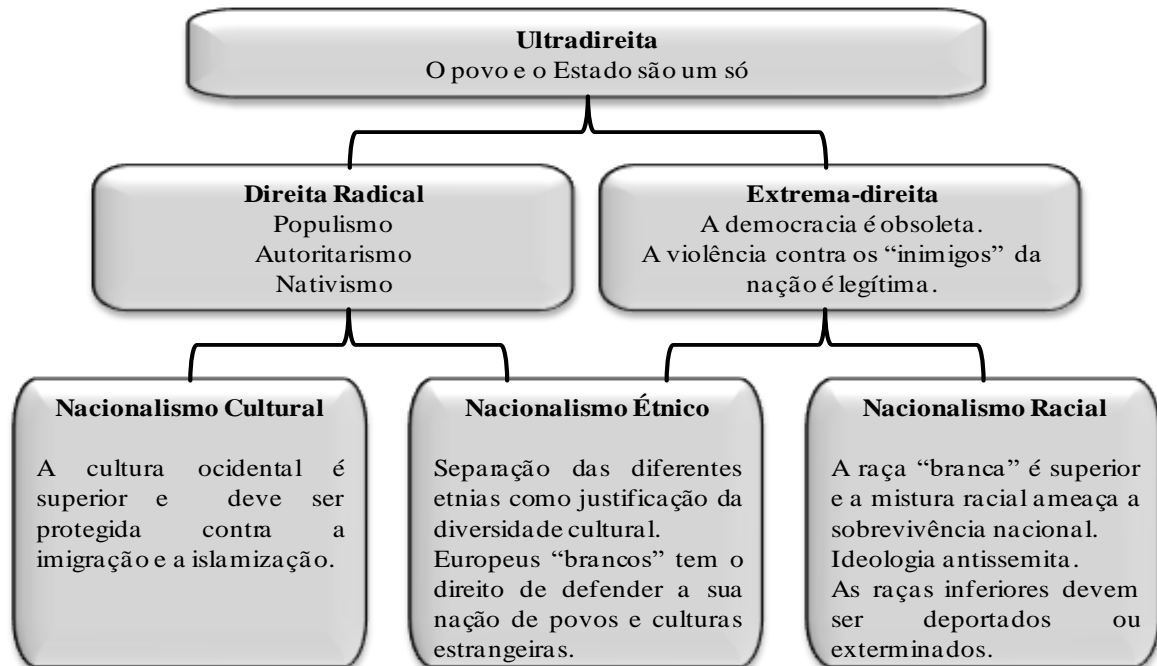 Ultradireita
O povo e o Estado são um só
Direita Radical
Populismo
Autoritarismo
Nativismo
Extrema-direita
A democracia é obsoleta.
A violência contra os “inimigos” da
nação é legítima.
Nacionalismo Cultural
A cultura ocidental é
superior e deve ser
protegida contra a
imigração e a islamização.
Nacionalismo Étnico
Separação das diferentes
etnias como justificação da
diversidade cultural.
Europeus “brancos” tem o
direito de defender a sua
nação de povos e culturas
estrangeiras.
Nacionalismo Racial
A raça “branca” é superior
e a mistura racial ameaça a
sobrevivência nacional.
Ideologia antissemita.
As raças inferiores devem
ser deportados ou
exterminados.